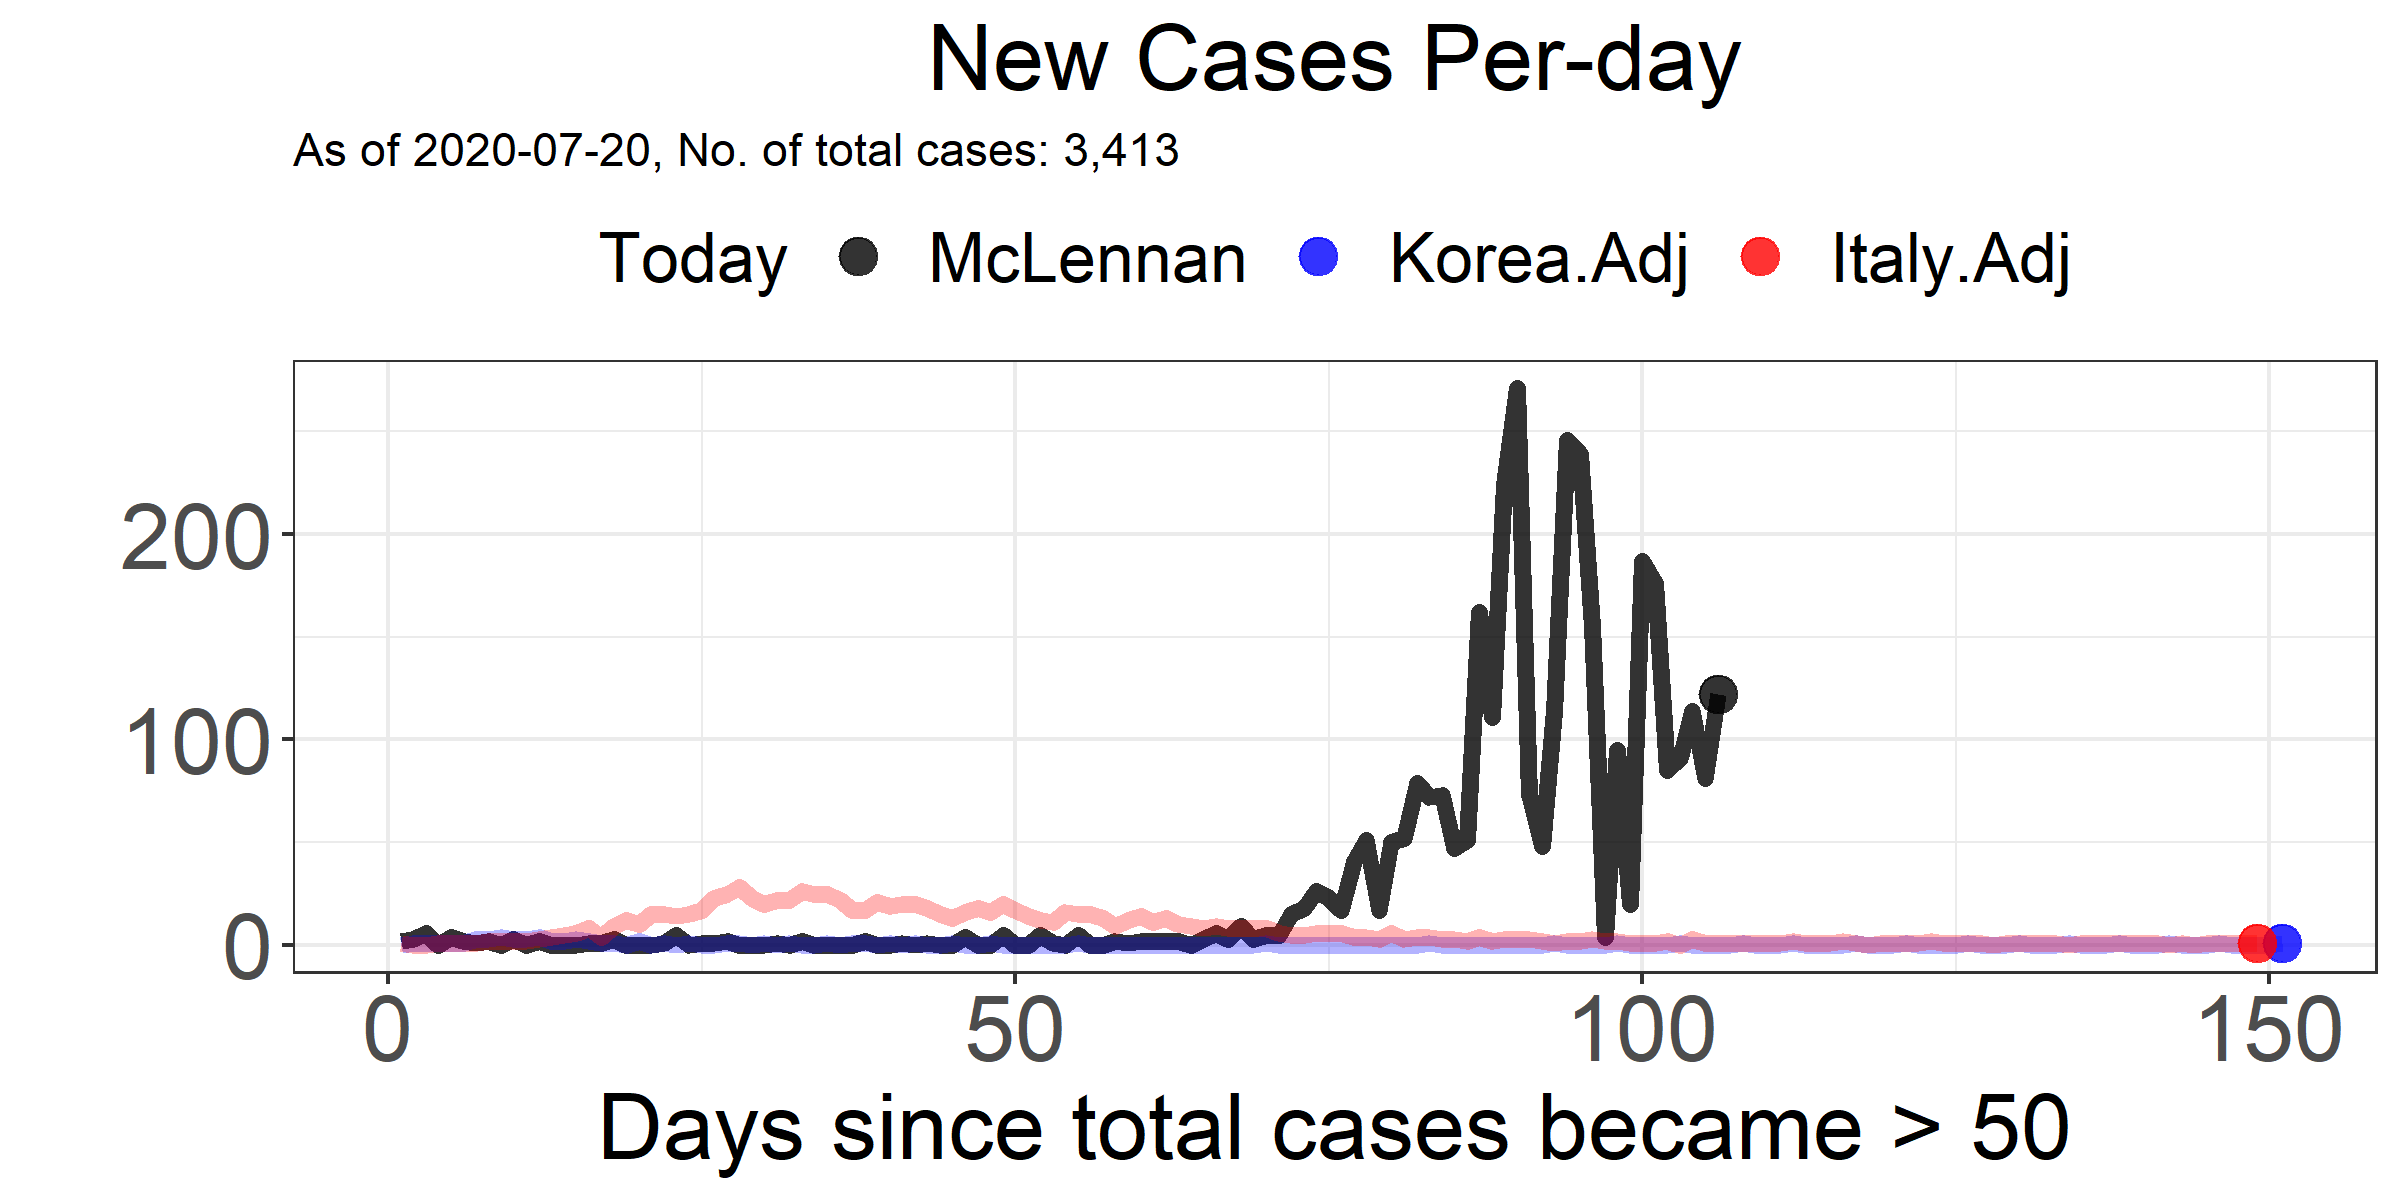 New Cases Per-day
As of 2020-07-20, No. of total cases: 3,413
Today McLennan Korea.Adj Italy.Adj
200
100
0
0 50 100 150
Days since total cases became > 50